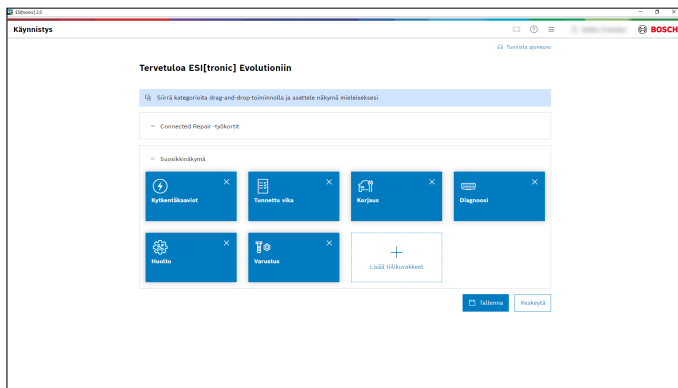 ESI[tronic] 2.0
Käynnistys
BOSCH
Tunnista ajoneuvo
Tervetuloa ESI[tronic] Evolutioniin
Siirrä kategorioita drag-and-drop-toiminnolla ja asettele näkymä mieleiseksesi
Connected Repair -työkortit
Suosikkinäkymä
Kytkentäkaaviot
Tunnettu vika
Korjaus
Diagnoosi
Huolto
Varustus
Lisää tiilikuvakkeet
Tallenna
Keskeytä